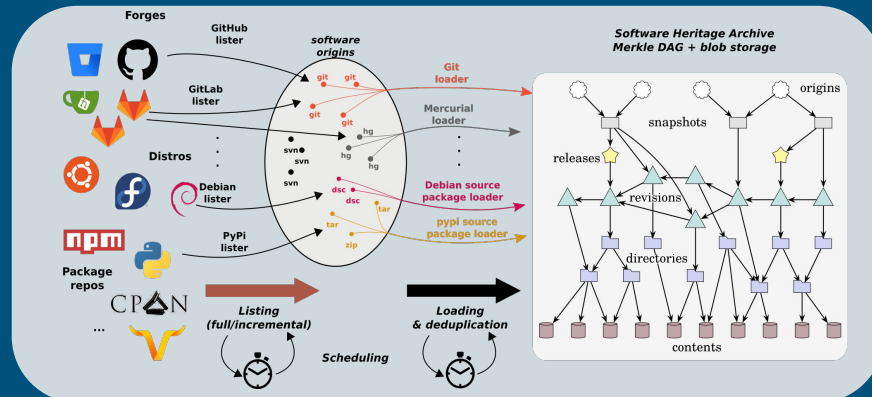 Forges
GitHub
lister
GitLab
lister
.
.
.
Distros
Debian
lister
PyPi
lister
npm
Package
repos
CPAN
...
software
origins
git
git
git
git
hg
hg
hg
svn
svn
svn
dsc
dsc
tar
tar
zip
Git
loader
Mercurial
loader
.
.
.
Debian source
package loader
pypi source
package loader
Listing
(full/incremental)
Scheduling
Loading
& deduplication
Software Heritage Archive
Merkle DAG + blob storage
origins
snapshots
releases
revisions
directories
contents